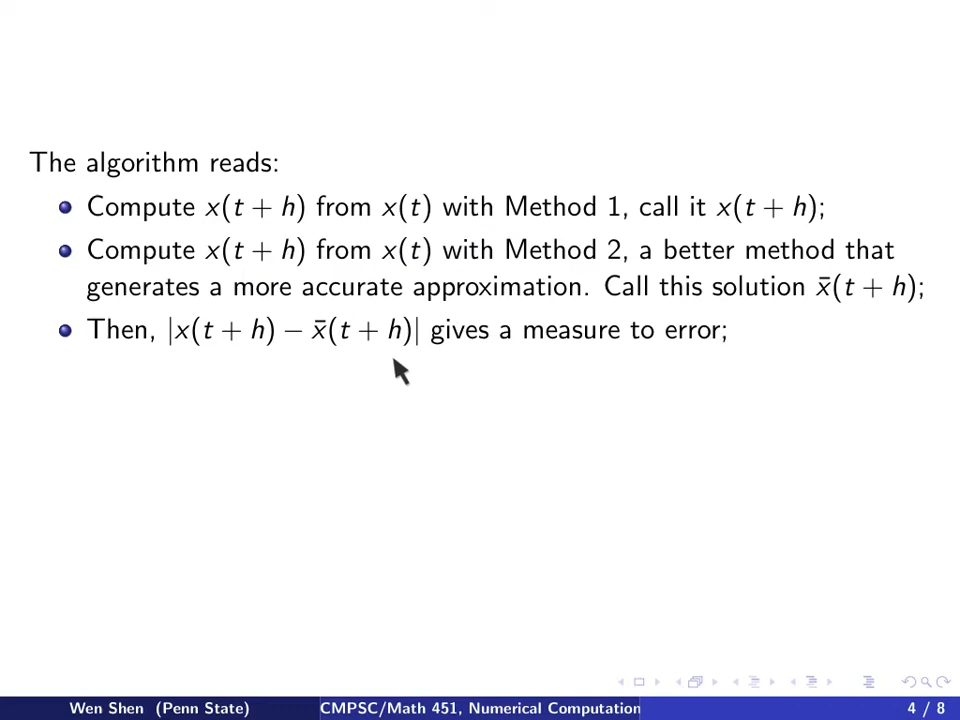 The algorithm reads:
Compute x(t + h) from x(t) with Method 1, call it x(t + h);
Compute x(t + h) from x(t) with Method 2, a better method that
generates a more accurate approximation. Call this solution x̄(t + h);
Then, |x(t + h) − x̄(t + h)| gives a measure to error;
Wen Shen (Penn State) CMPSC/Math 451, Numerical Computation 4 / 8